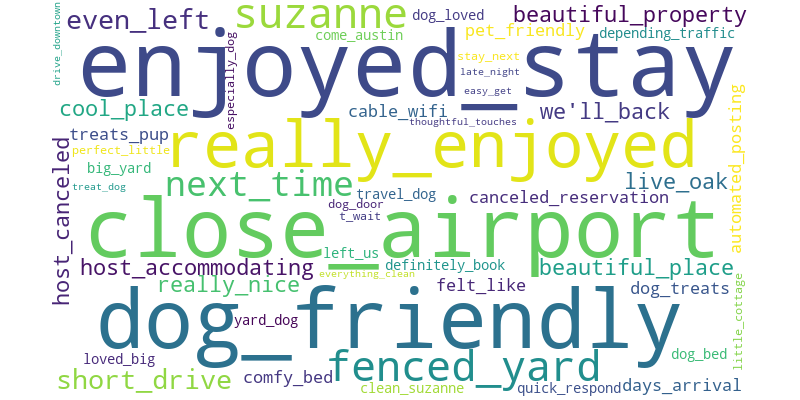 drive_downtown
even_left
suzanne
dog_loved
beautiful_property
especially_dog
come_austin
pet_friendly
depending_traffic
enjoyed_stay
stay_next
late_night
easy_get
cool_place
cable_wifi
we'll_back
thoughtful_touches
treats_pup
really_enjoyed
automated_posting
perfect_little
big_yard
treat_dog
next_time
travel_dog
live_oak
canceled_reservation
host_canceled
dog_door
t_wait
close_airport
left_us
host_accommodating
definitely_book
beautiful_place
everything_clean
really_nice
felt_like
dog_treats
little_cottage
dog_friendly
yard_dog
loved_big
fenced_yard
dog_bed
short_drive
comfy_bed
clean_suzanne
quick_respond
days_arrival